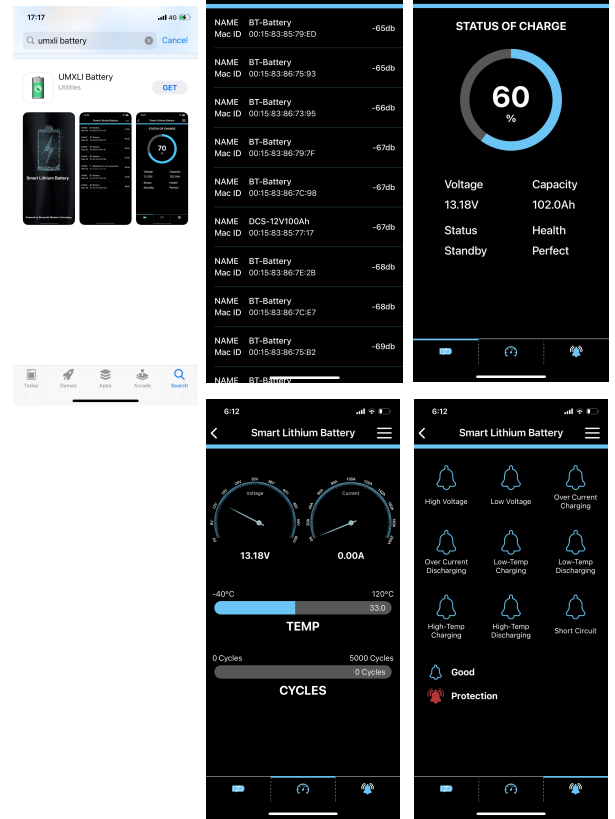 17:17
4G
umxli battery
Cancel
UMXLI Battery
Utilities
GET
STATUS OF CHARGE
70
%
Smart Lithium Battery
Today
Games
Apps
Arcade
Search
NAME BT-Battery
Mac ID 00:15:83:85:79:ED
-65db
NAME BT-Battery
Mac ID 00:15:83:86:75:93
-65db
NAME BT-Battery
Mac ID 00:15:83:86:73:95
-66db
NAME BT-Battery
Mac ID 00:15:83:86:79:7F
-67db
NAME BT-Battery
Mac ID 00:15:83:86:7C:98
-67db
NAME DCS-12V100Ah
Mac ID 00:15:83:85:77:17
-67db
NAME BT-Battery
Mac ID 00:15:83:86:7E:2B
-68db
NAME BT-Battery
Mac ID 00:15:83:86:7C:E7
-68db
NAME BT-Battery
Mac ID 00:15:83:86:75:B2
-69db
NAME BT-Battery
STATUS OF CHARGE
60
%
Voltage Capacity
13.18V 102.0Ah
Status Health
Standby Perfect
6:12
Smart Lithium Battery
Voltage
Current
13.18V
0.00A
-40°C 120°C
33.0
TEMP
0 Cycles 5000 Cycles
0 Cycles
CYCLES
6:12
Smart Lithium Battery
High Voltage
Low Voltage
Over Current
Charging
Over Current
Discharging
Low-Temp
Charging
Low-Temp
Discharging
High-Temp
Charging
High-Temp
Discharging
Short Circuit
Good
Protection